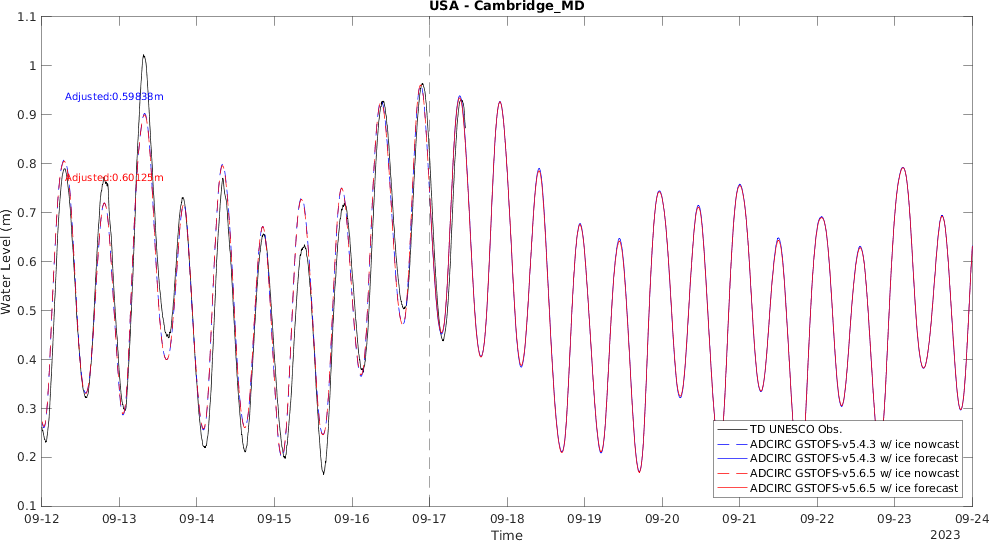 USA - Cambridge_MD
1.1
1
0.9
0.8
0.7
0.6
0.5
0.4
0.3
0.2
0.1
Water Level (m)
Adjusted:0.59838m
Adjusted:0.60125m
TD UNESCO Obs.
ADCIRC GSTOFS-v5.4.3 w/ ice nowcast
ADCIRC GSTOFS-v5.4.3 w/ ice forecast
ADCIRC GSTOFS-v5.6.5 w/ ice nowcast
ADCIRC GSTOFS-v5.6.5 w/ ice forecast
09-12 09-13 09-14 09-15 09-16 09-17 09-18 09-19 09-20 09-21 09-22 09-23 09-24
Time
2023